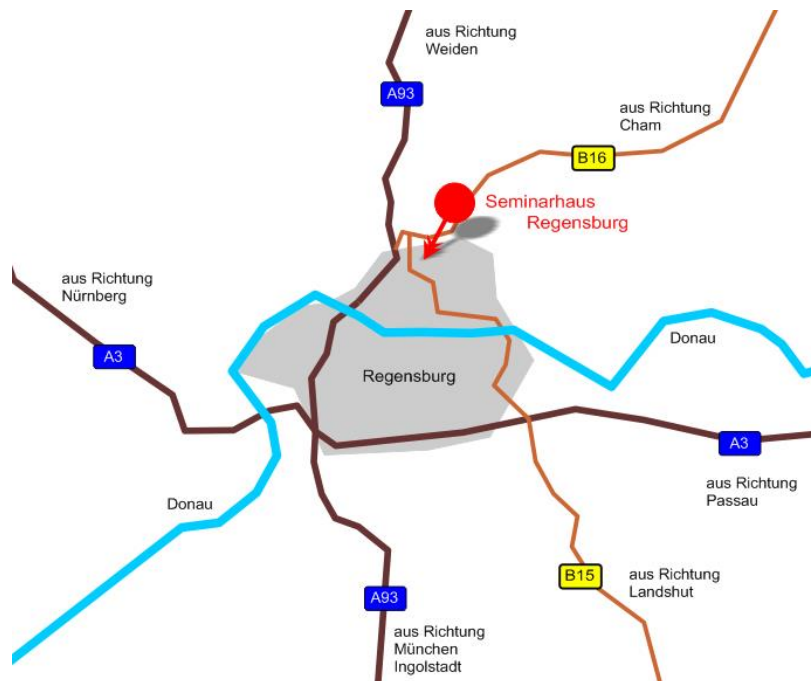 aus Richtung
Weiden
A93
aus Richtung
Cham
B16
Seminarhaus
Regensburg
aus Richtung
Nürnberg
A3
Donau
Regensburg
A3
aus Richtung
Passau
Donau
B15
aus Richtung
Landshut
A93
aus Richtung
München
Ingolstadt